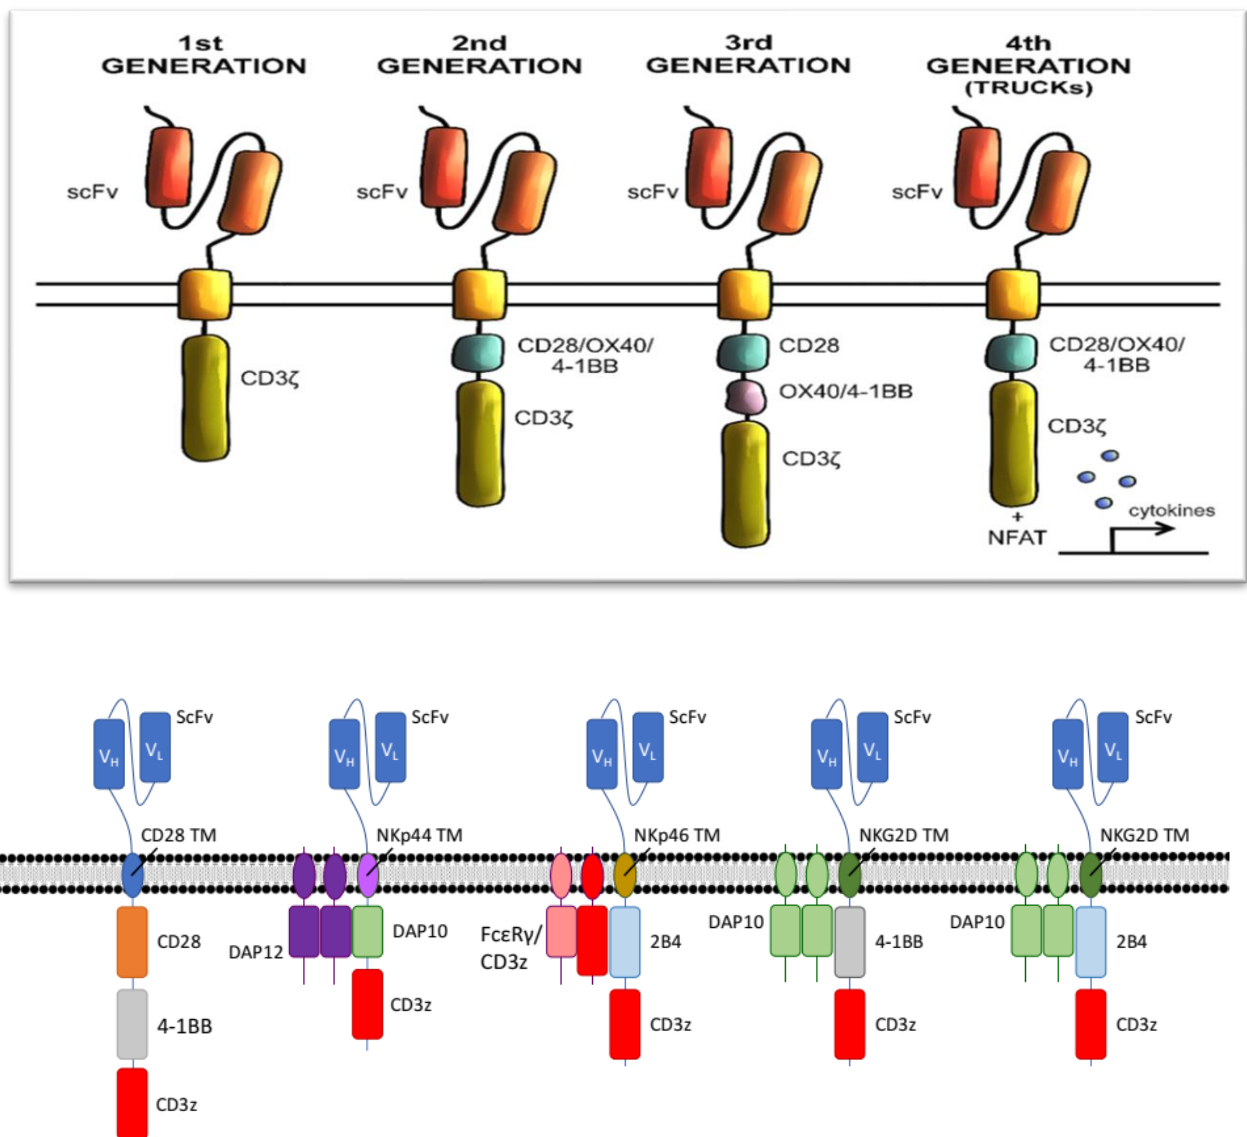 1st
GENERATION
2nd
GENERATION
3rd
GENERATION
4th
GENERATION
(TRUCKs)
scFv
scFv
scFv
scFv
CD3ζ
CD28/OX40/
4-1BB
CD3ζ
CD28
OX40/4-1BB
CD3ζ
CD28/OX40/
4-1BB
CD3ζ
+
NFAT
cytokines
ScFv
VH
VL
CD28 TM
CD28
4-1BB
CD3z
ScFv
VH
VL
NKp44 TM
DAP12
DAP10
CD3z
ScFv
VH
VL
NKp46 TM
FcεRγ/
CD3z
2B4
CD3z
ScFv
VH
VL
NKG2D TM
DAP10
4-1BB
CD3z
ScFv
VH
VL
NKG2D TM
DAP10
2B4
CD3z